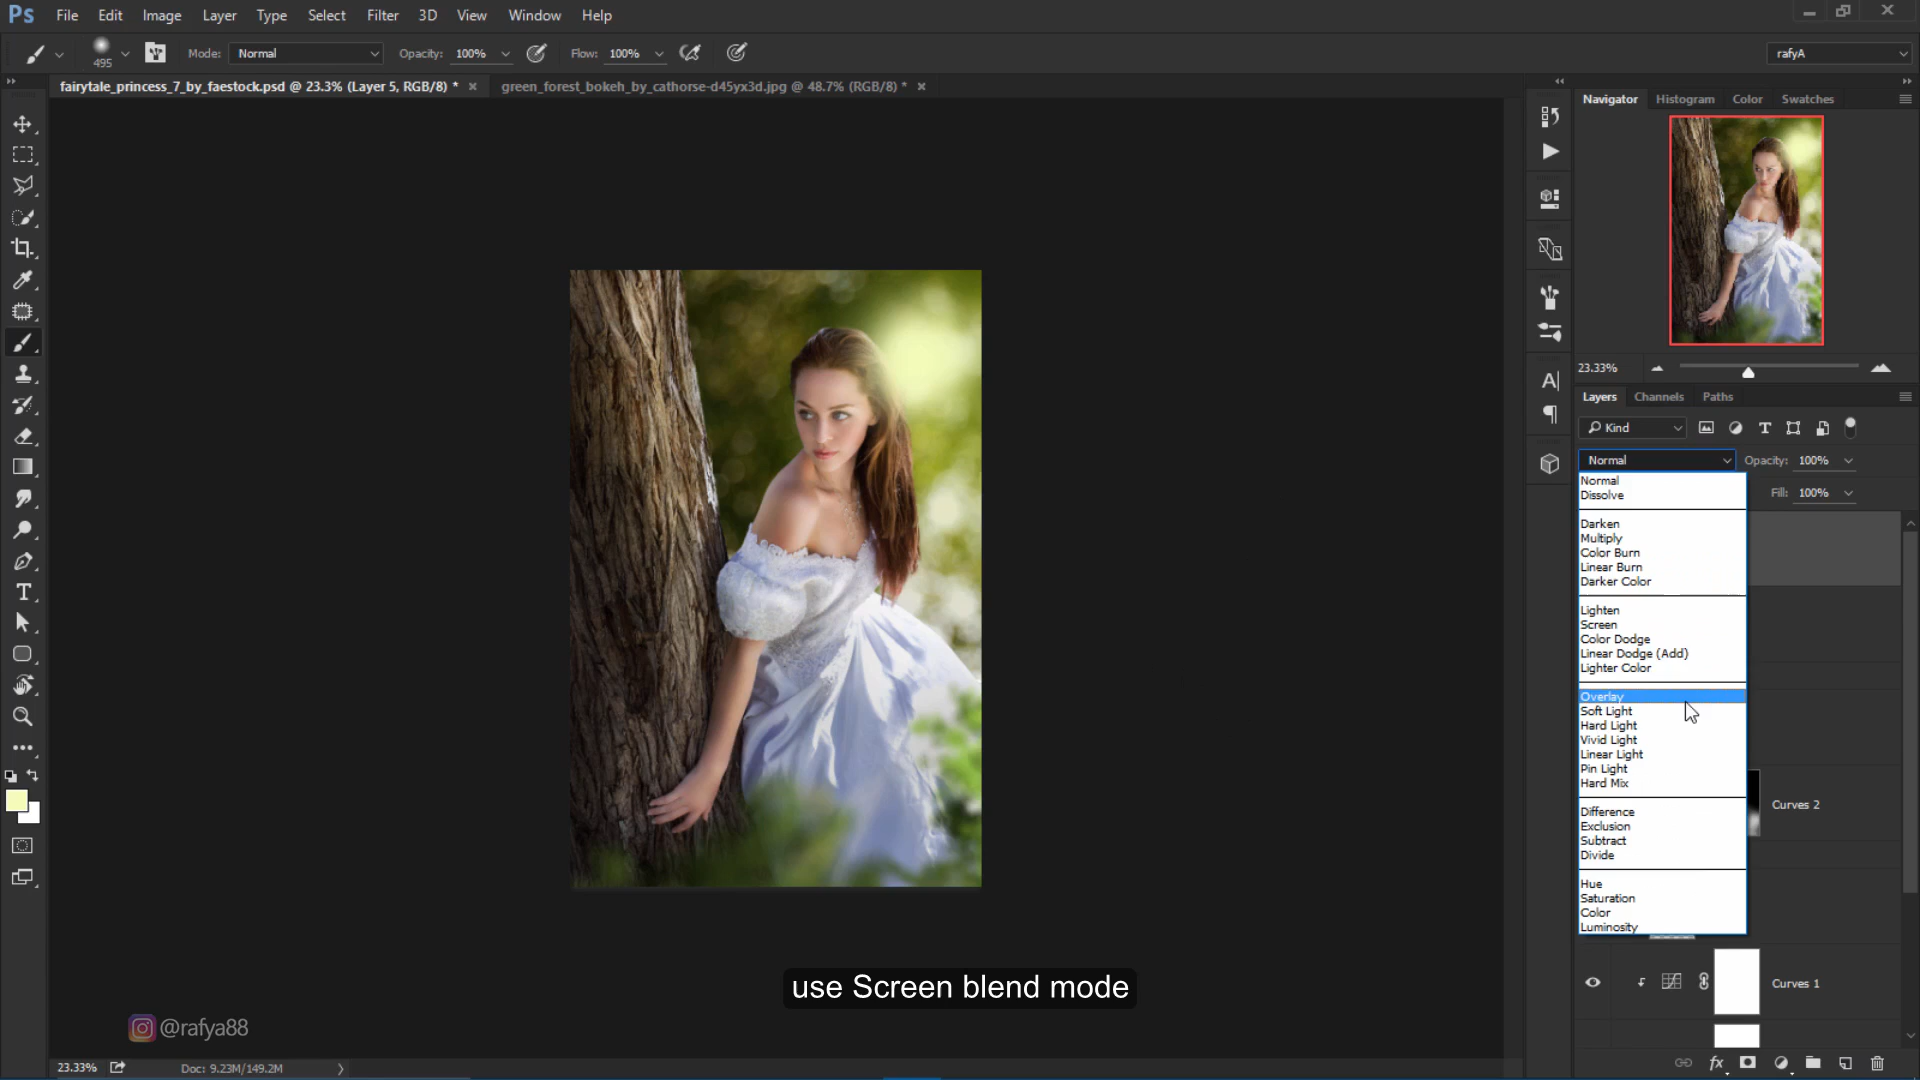 Ps File Edit Image Layer Type Select Filter 3D View Window Help
495 Mode: Normal Opacity: 100% Flow: 100% rafyA
fairytale_princess_7_by_faestock.psd @ 23.3% (Layer 5, RGB/8) * × green_forest_bokeh_by_cathorse-d45yx3d.jpg @ 48.7% (RGB/8) * ×
Navigator Histogram Color Swatches
23.33%
Layers Channels Paths
Kind
Normal Opacity: 100%
Fill: 100%
Normal
Dissolve
Darken
Multiply
Color Burn
Linear Burn
Darker Color
Lighten
Screen
Color Dodge
Linear Dodge (Add)
Lighter Color
Overlay
Soft Light
Hard Light
Vivid Light
Linear Light
Pin Light
Hard Mix
Difference
Exclusion
Subtract
Divide
Hue
Saturation
Color
Luminosity
Curves 2
Curves 1
use Screen blend mode
@rafya88
23.33% Doc: 9.23M/149.2M